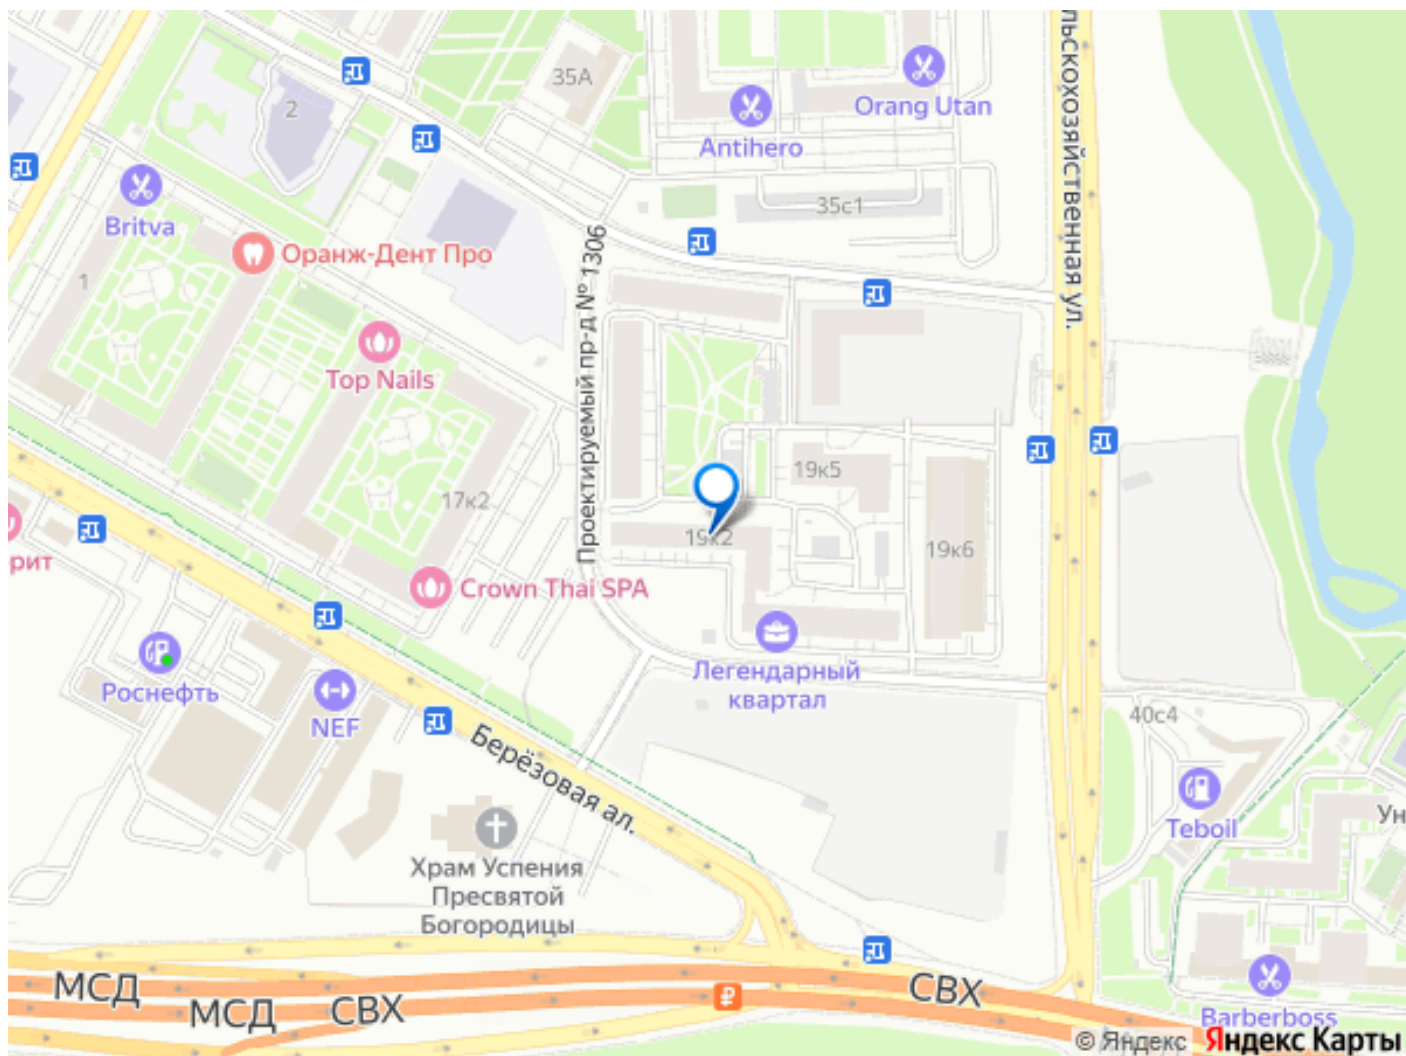 35А
Orang Utan
Antihero
2
льскохозяйственная ул.
Britva
35с1
Оранж-Дент Про
1
Проектируемый пр-д № 1306
Top Nails
19к5
17к2
19к2
19к6
рит
Crown Thai SPA
Легендарный
квартал
Роснефть
NEF
40с4
Берёзовая ал.
Teboil
Ун
Храм Успения
Пресвятой
Богородицы
МСД
МСД
СВХ
СВХ
Barberboss
© Яндекс Яндекс Карты